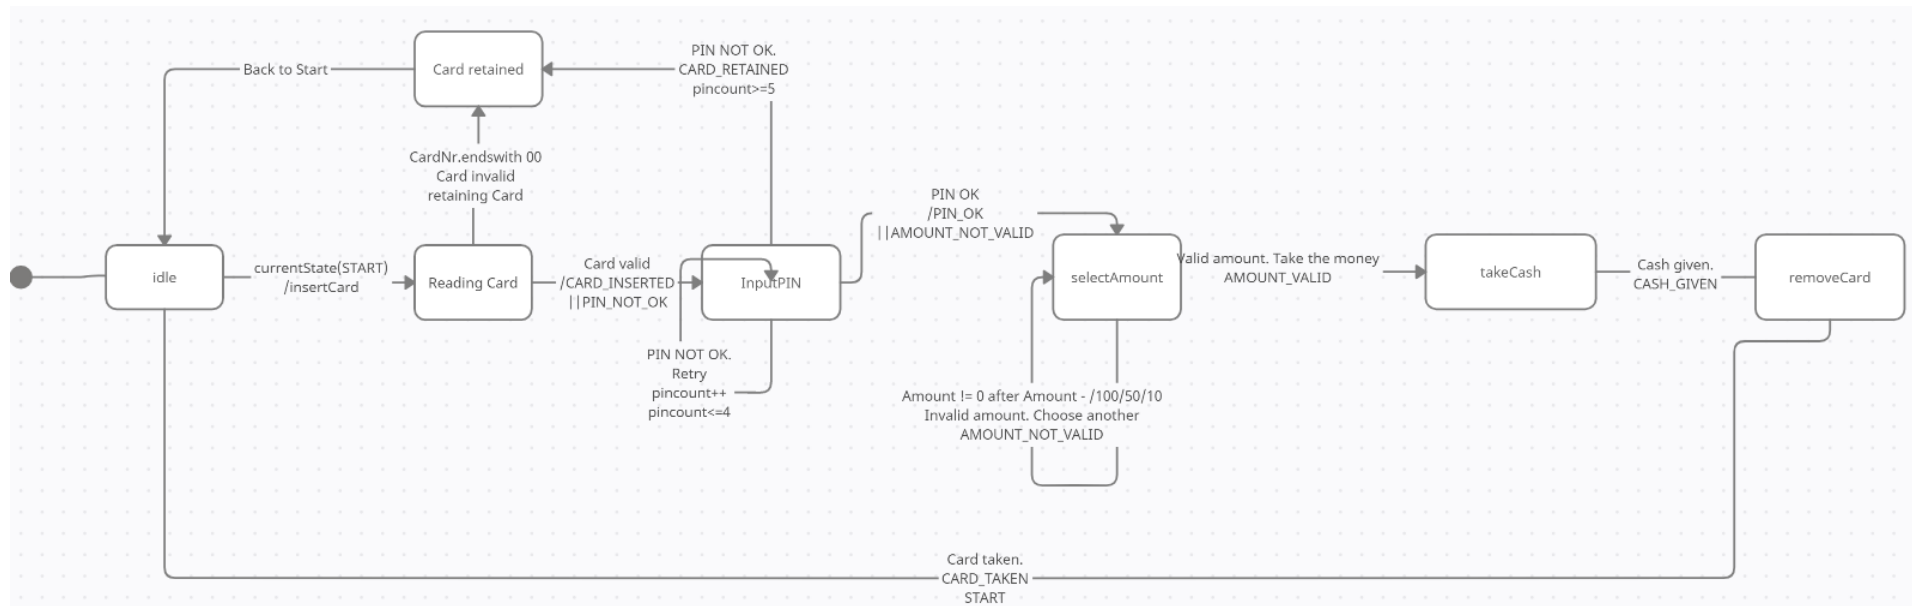 PIN NOT OK.
CARD_RETAINED
pincount>=5
Back to Start
Card retained
CardNr.endswith 00
Card invalid
retaining Card
PIN OK
/PIN_OK
||AMOUNT_NOT_VALID
idle
currentState(START)
/insertCard
Reading Card
Card valid
/CARD_INSERTED
||PIN_NOT_OK
InputPIN
selectAmount
Valid amount. Take the money
AMOUNT_VALID
takeCash
Cash given.
CASH_GIVEN
removeCard
PIN NOT OK.
Retry
pincount++
pincount<=4
Amount != 0 after Amount - /100/50/10
Invalid amount. Choose another
AMOUNT_NOT_VALID
Card taken.
CARD_TAKEN
START